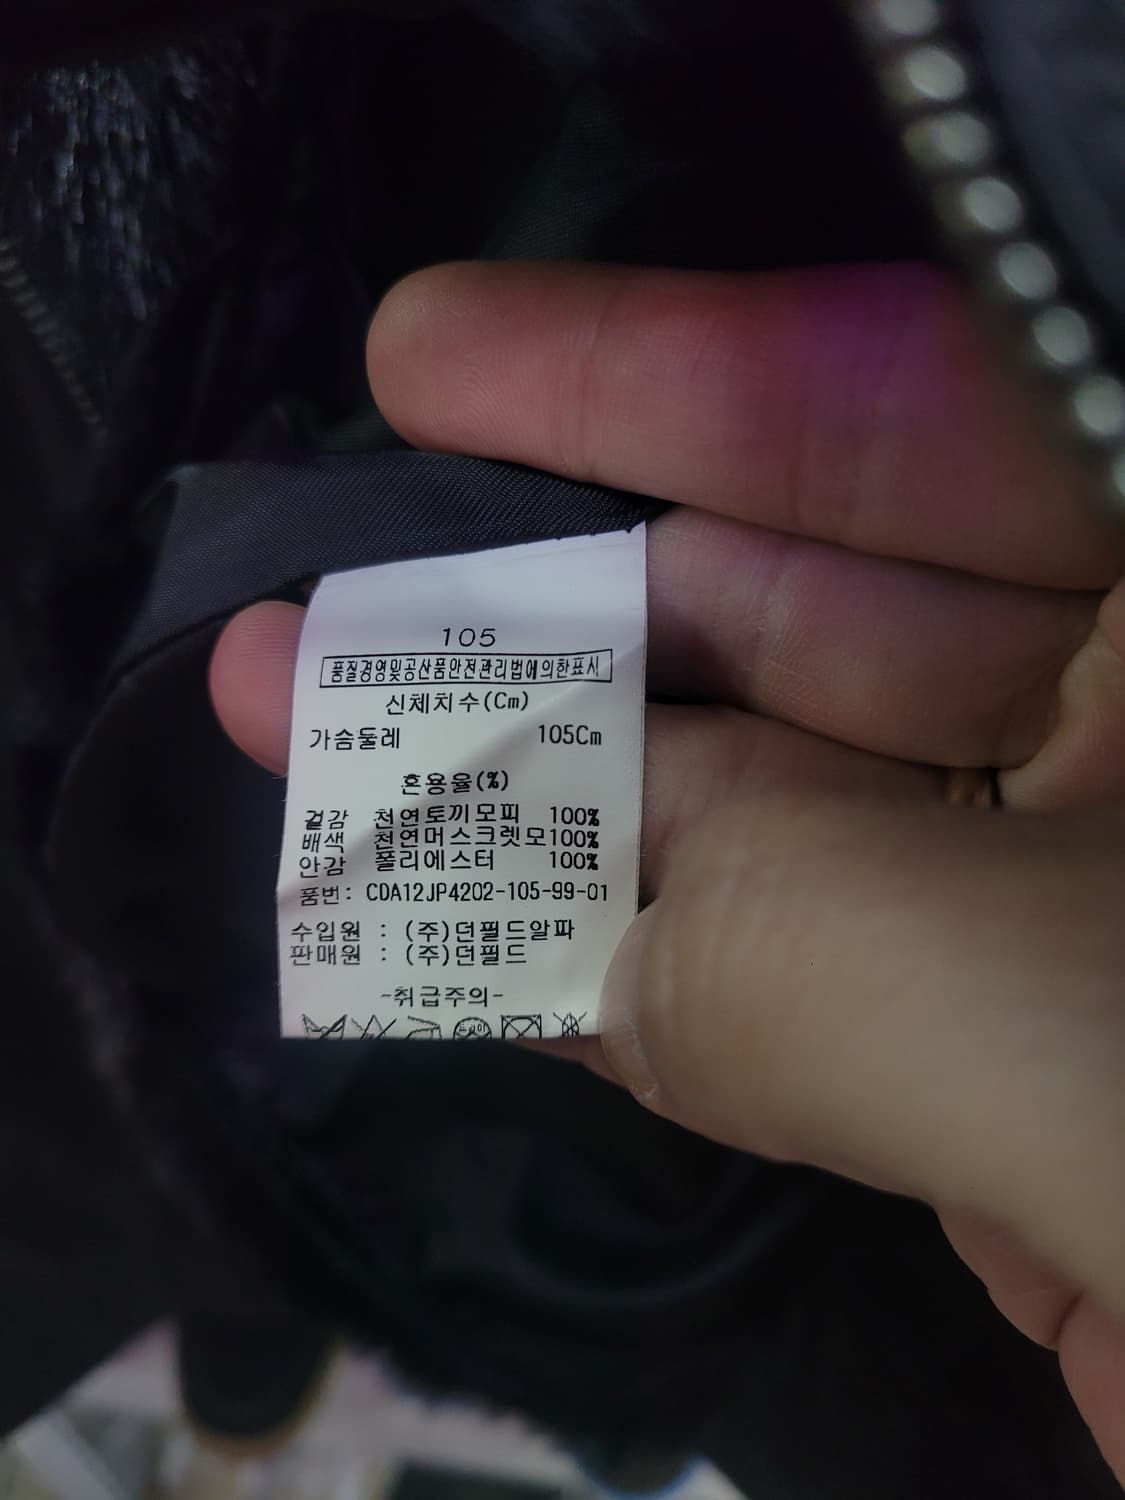 105
품질경영및공산품안전관리법에의한표시
신체치수(Cm)
가슴둘레 105Cm
혼용율(%)
겉감 천연토끼모피 100%
배색 천연머스크렛모100%
안감 폴리에스터 100%
품번: CDA12JP4202-105-99-01
수입원 : (주)던필드알파
판매원 : (주)던필드
-취급주의-